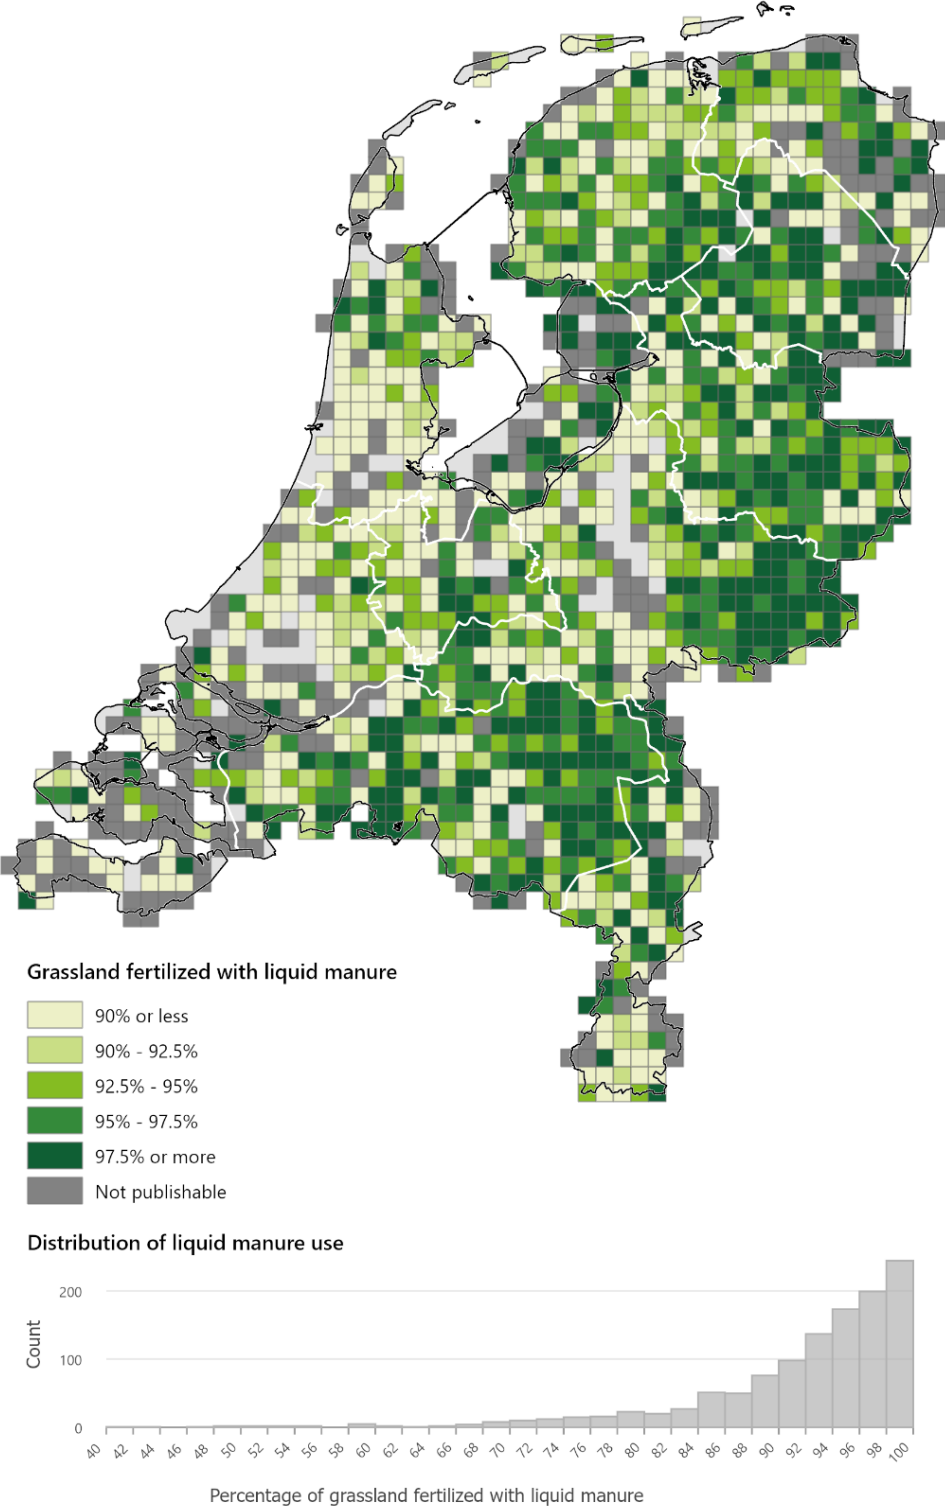 Grassland fertilized with liquid manure
90% or less
90% - 92.5%
92.5% - 95%
95% - 97.5%
97.5% or more
Not publishable
Distribution of liquid manure use
Count
200
100
0
40 42 44 46 48 50 52 54 56 58 60 62 64 66 68 70 72 74 76 78 80 82 84 86 88 90 92 94 96 98 100
Percentage of grassland fertilized with liquid manure